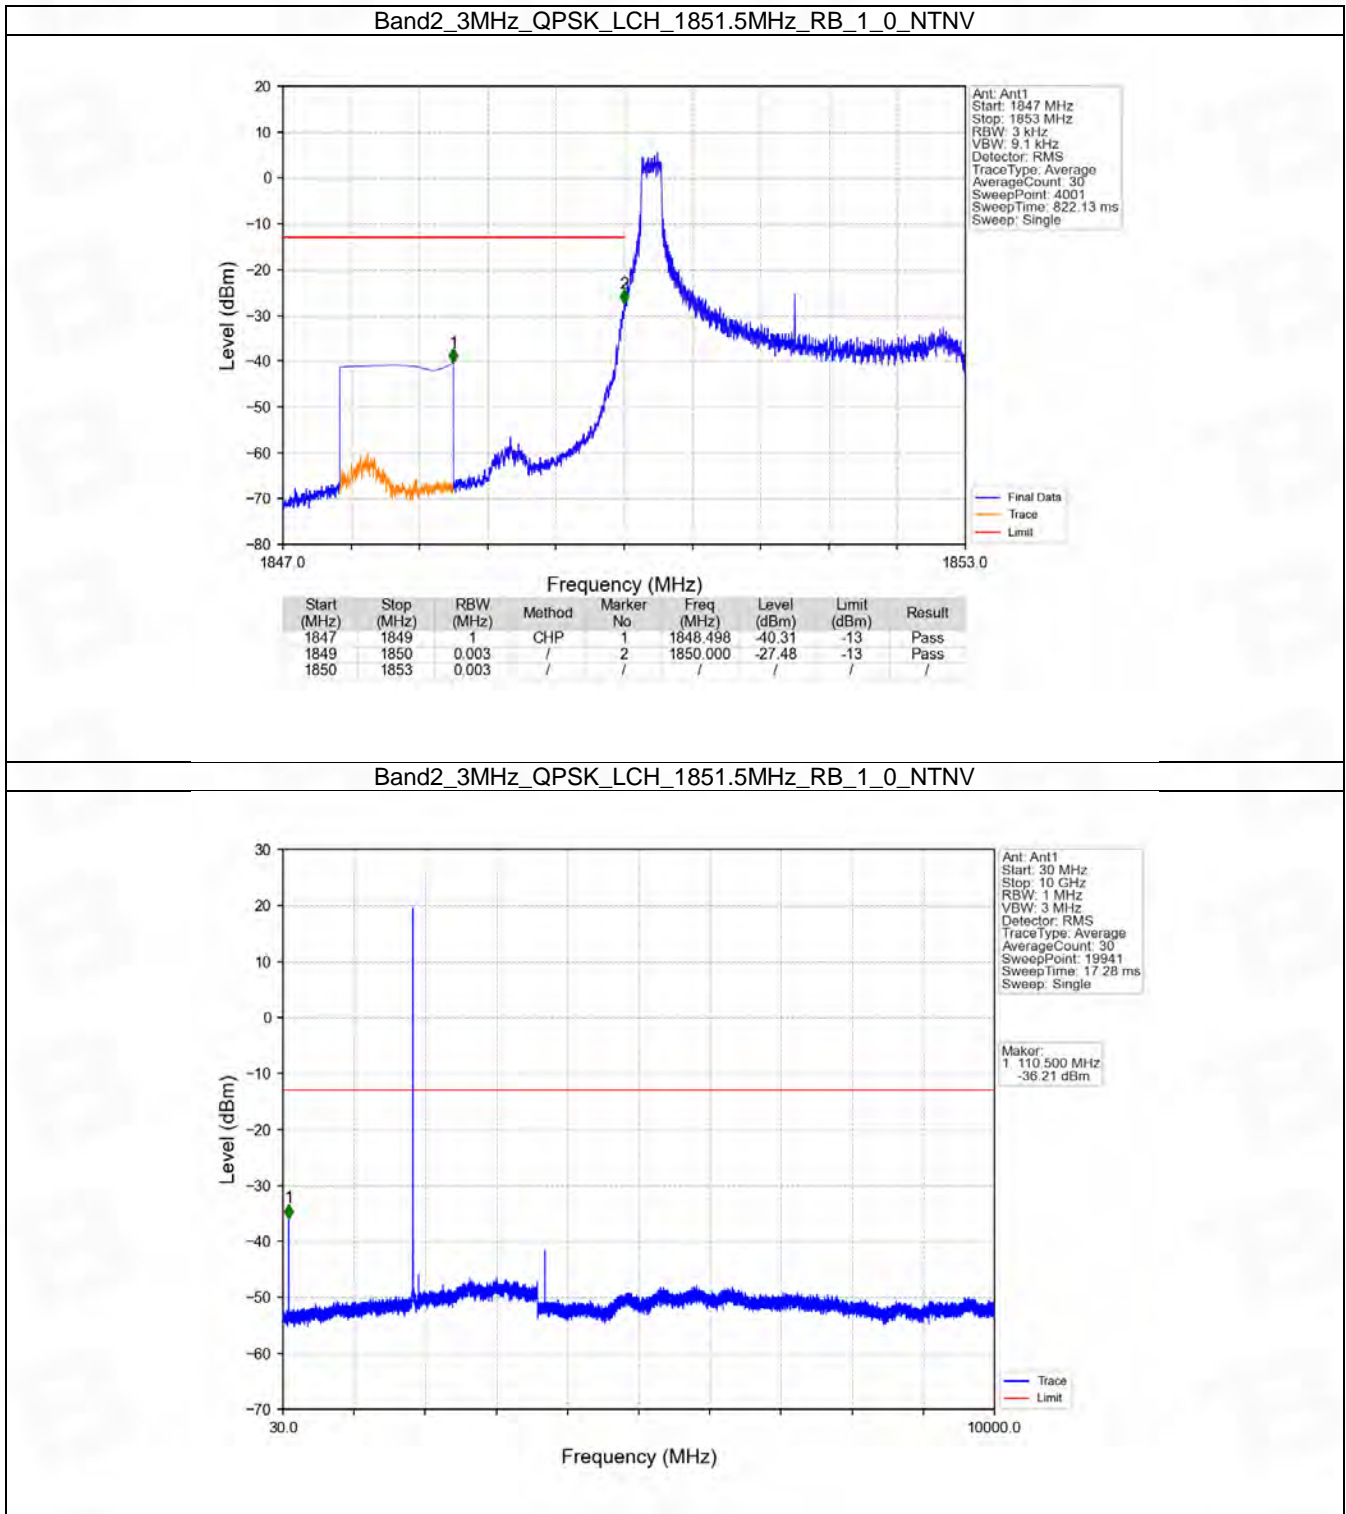 Band2_3MHz_QPSK_LCH_1851.5MHz_RB_1_0_NTNV
20
10
0
−10
−20
−30
−40
−50
−60
−70
−80
Level (dBm)
1
2
1847.0
1853.0
Frequency (MHz)
Ant: Ant1
Start: 1847 MHz
Stop: 1853 MHz
RBW: 3 kHz
VBW: 9.1 kHz
Detector: RMS
TraceType: Average
AverageCount: 30
SweepPoint: 4001
SweepTime: 822.13 ms
Sweep: Single
Final Data
Trace
Limit
Start (MHz) Stop (MHz) RBW (MHz) Method Marker No Freq (MHz) Level (dBm) Limit (dBm) Result
1847 1849 1 CHP 1 1848.498 -40.31 -13 Pass
1849 1850 0.003 / 2 1850.000 -27.48 -13 Pass
1850 1853 0.003 / / / / / /
Band2_3MHz_QPSK_LCH_1851.5MHz_RB_1_0_NTNV
30
20
10
0
−10
−20
−30
−40
−50
−60
−70
Level (dBm)
1
30.0
10000.0
Frequency (MHz)
Ant: Ant1
Start: 30 MHz
Stop: 10 GHz
RBW: 1 MHz
VBW: 3 MHz
Detector: RMS
TraceType: Average
AverageCount: 30
SweepPoint: 19941
SweepTime: 17.28 ms
Sweep: Single
Maker:
1 110.500 MHz
-36.21 dBm
Trace
Limit